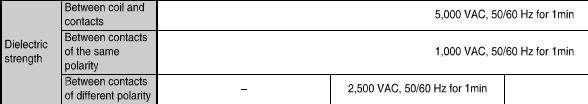 Dielectric
strength
Between coil and
contacts
5,000 VAC, 50/60 Hz for 1min
Between contacts
of the same
polarity
1,000 VAC, 50/60 Hz for 1min
Between contacts
of different polarity
–
2,500 VAC, 50/60 Hz for 1min